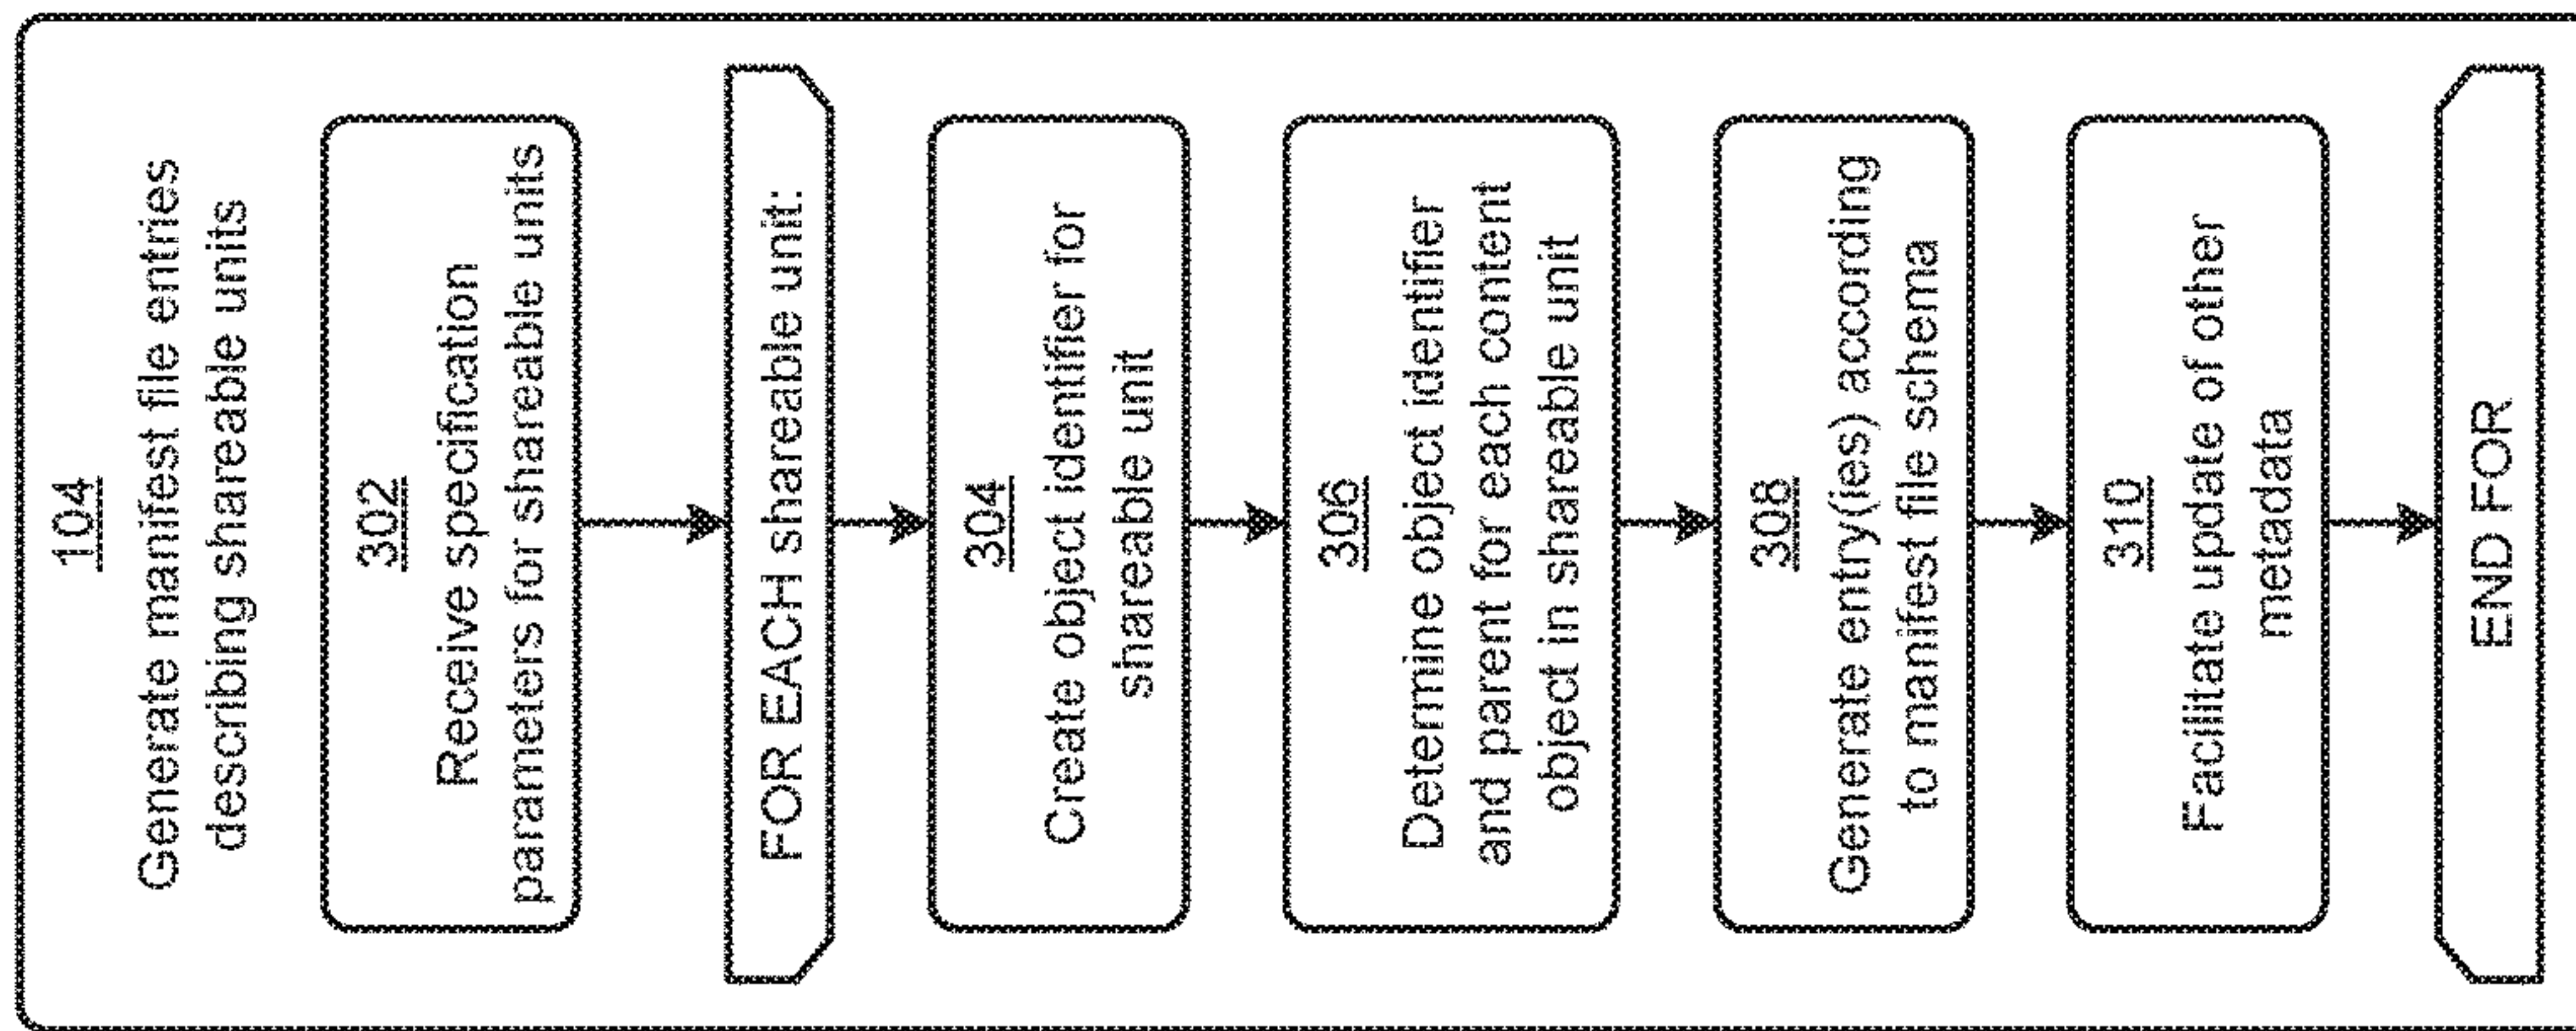 104
Generate manifest file entries
describing shareable units
302
Receive specification
parameters for shareable units
FOR EACH shareable unit:
304
Create object identifier for
shareable unit
306
Determine object identifier
and parent for each content
object in shareable unit
308
Generate entry(ies) according
to manifest file schema
310
Facilitate update of other
metadata
END FOR